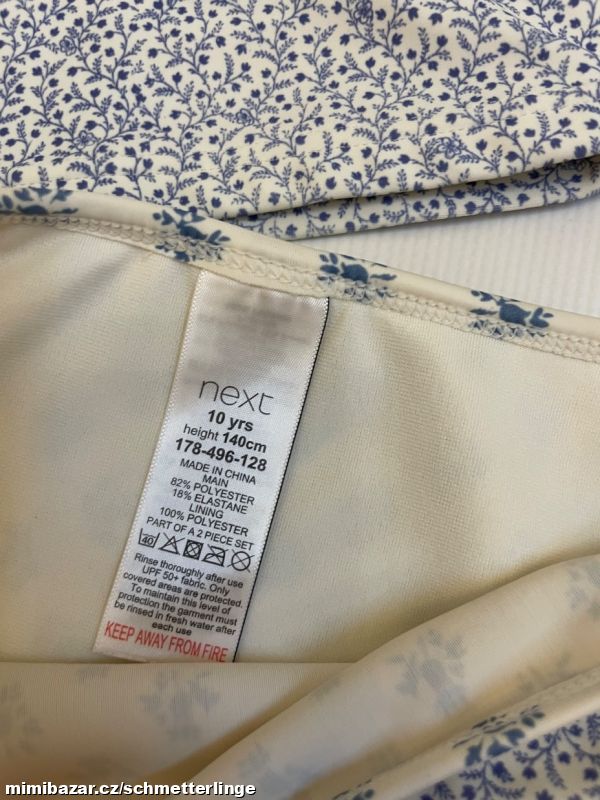 next
10 yrs
height 140cm
178-496-128
MADE IN CHINA
MAIN
82% POLYESTER
18% ELASTANE
LINING
100% POLYESTER
PART OF A 2 PIECE SET
40
Rinse thoroughly after use
UPF 50+ fabric. Only
covered areas are protected.
To maintain this level of
protection the garment must
be rinsed in fresh water after
each use
KEEP AWAY FROM FIRE
mimibazar.cz/schmetterlinge